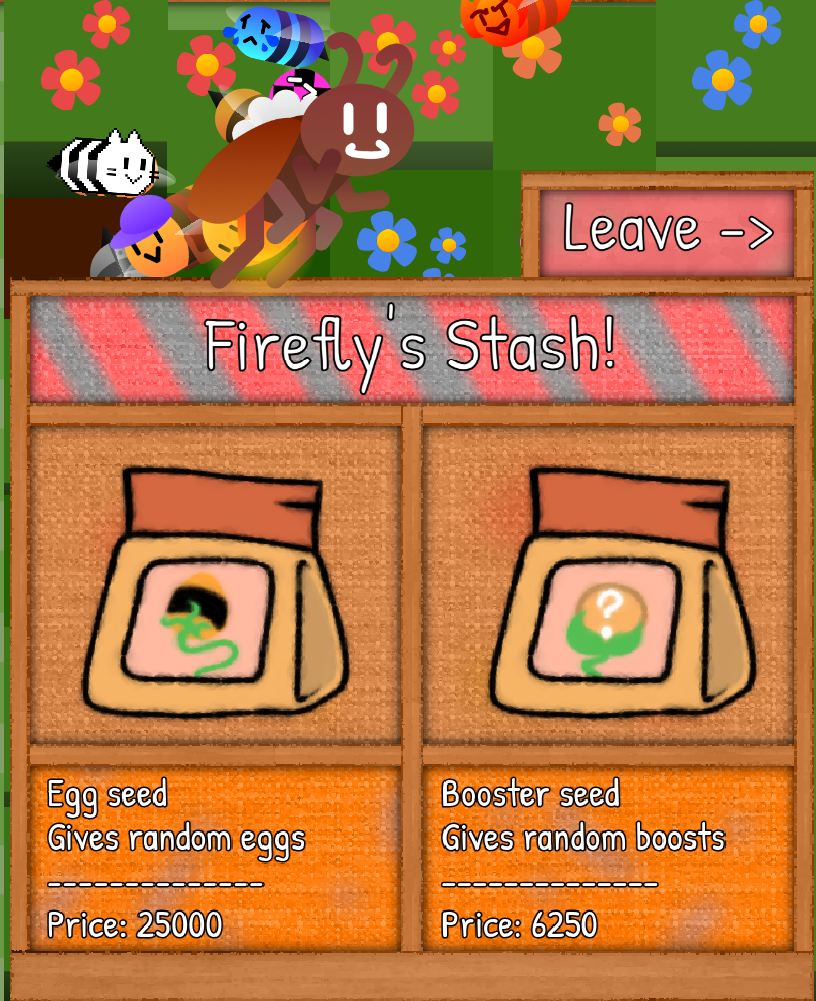 Leave ->
Firefly's Stash!
?
Egg seed
Gives random eggs
--------------
Price: 25000
Booster seed
Gives random boosts
--------------
Price: 6250